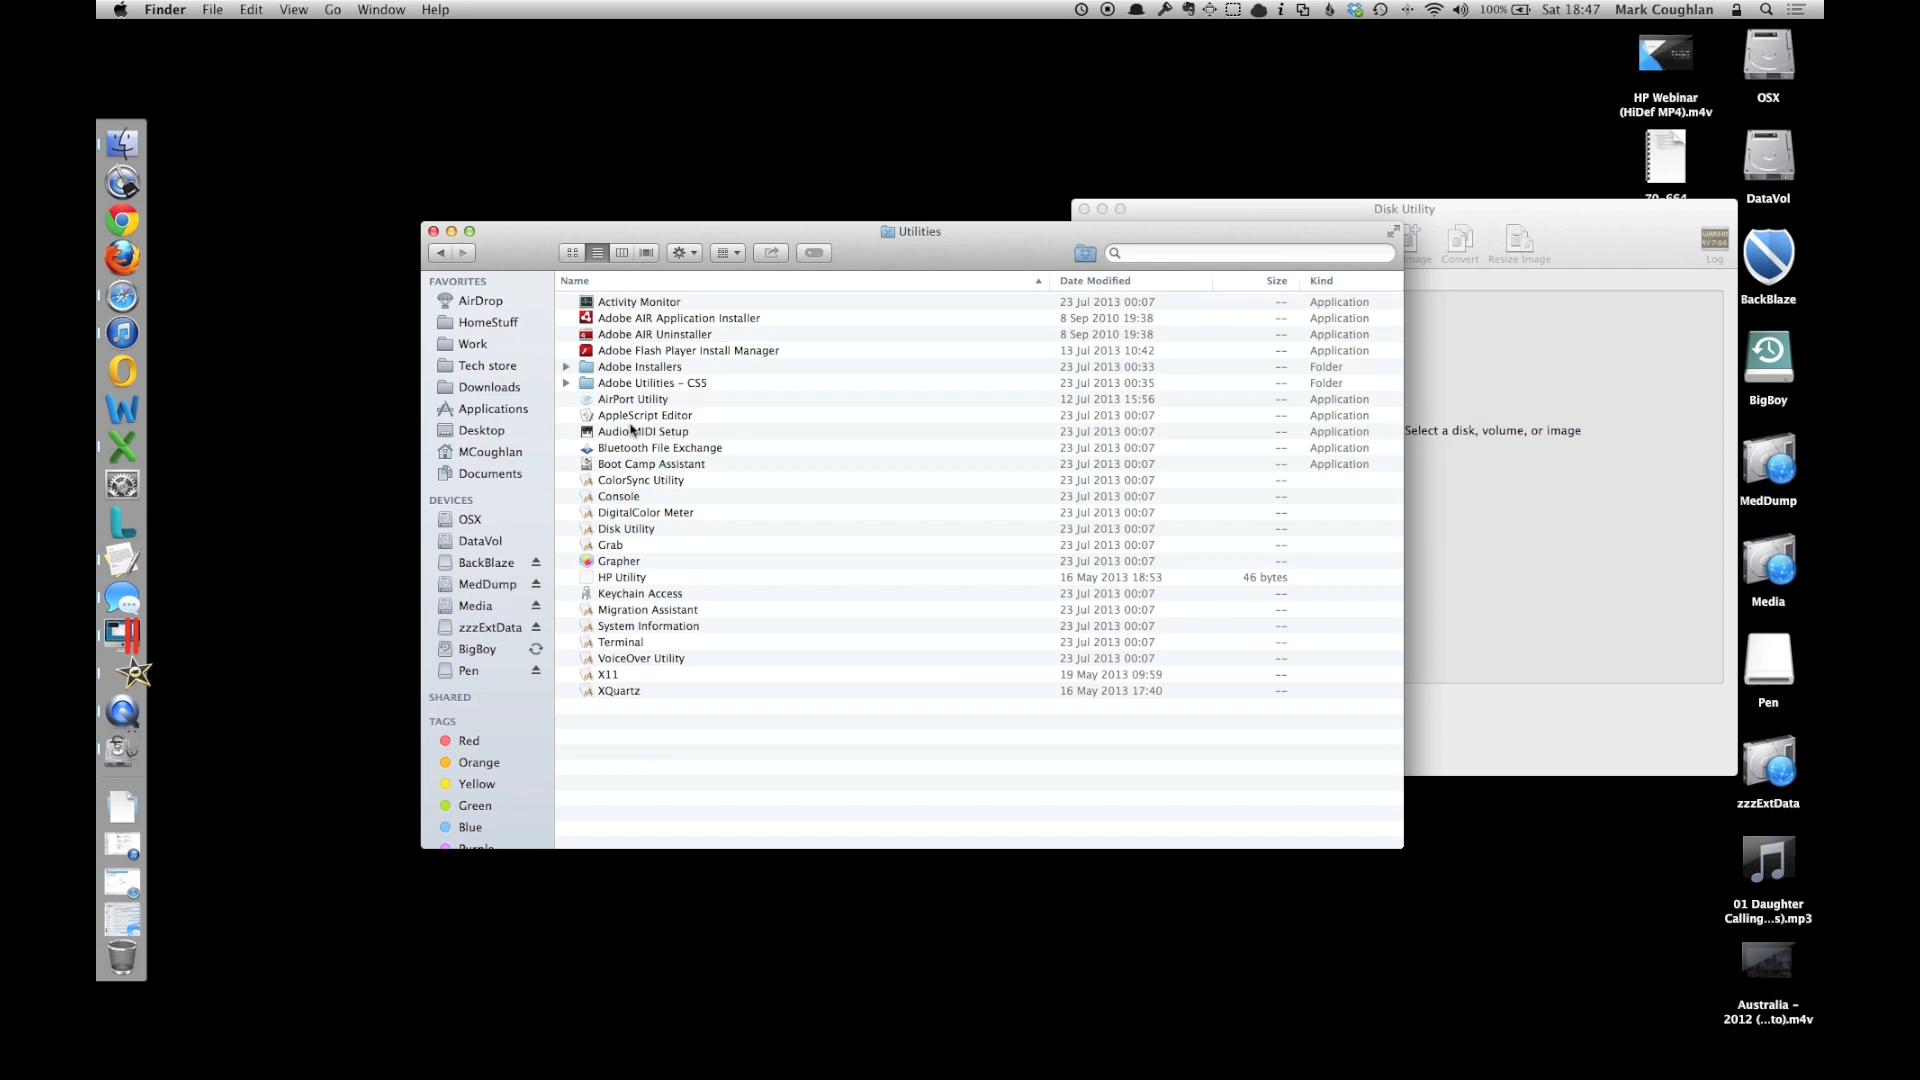 Finder File Edit View Go Window Help
100% Sat 18:47 Mark Coughlan
HP Webinar
(HiDef MP4).m4v
OSX
DataVol
BackBlaze
BigBoy
MedDump
Media
Pen
zzzExtData
01 Daughter
Calling...s).mp3
Australia –
2012 (...to).m4v
Disk Utility
Convert Resize Image Log
Select a disk, volume, or image
Utilities
FAVORITES
AirDrop
HomeStuff
Work
Tech store
Downloads
Applications
Desktop
MCoughlan
Documents
DEVICES
OSX
DataVol
BackBlaze
MedDump
Media
zzzExtData
BigBoy
Pen
SHARED
TAGS
Red
Orange
Yellow
Green
Blue
Purple
Name Date Modified Size Kind
Activity Monitor 23 Jul 2013 00:07 -- Application
Adobe AIR Application Installer 8 Sep 2010 19:38 -- Application
Adobe AIR Uninstaller 8 Sep 2010 19:38 -- Application
Adobe Flash Player Install Manager 13 Jul 2013 10:42 -- Application
Adobe Installers 23 Jul 2013 00:33 -- Folder
Adobe Utilities – CS5 23 Jul 2013 00:35 -- Folder
AirPort Utility 12 Jul 2013 15:56 -- Application
AppleScript Editor 23 Jul 2013 00:07 -- Application
Audio MIDI Setup 23 Jul 2013 00:07 -- Application
Bluetooth File Exchange 23 Jul 2013 00:07 -- Application
Boot Camp Assistant 23 Jul 2013 00:07 -- Application
ColorSync Utility 23 Jul 2013 00:07 --
Console 23 Jul 2013 00:07 --
DigitalColor Meter 23 Jul 2013 00:07 --
Disk Utility 23 Jul 2013 00:07 --
Grab 23 Jul 2013 00:07 --
Grapher 23 Jul 2013 00:07 --
HP Utility 16 May 2013 18:53 46 bytes
Keychain Access 23 Jul 2013 00:07 --
Migration Assistant 23 Jul 2013 00:07 --
System Information 23 Jul 2013 00:07 --
Terminal 23 Jul 2013 00:07 --
VoiceOver Utility 23 Jul 2013 00:07 --
X11 19 May 2013 09:59 --
XQuartz 16 May 2013 17:40 --